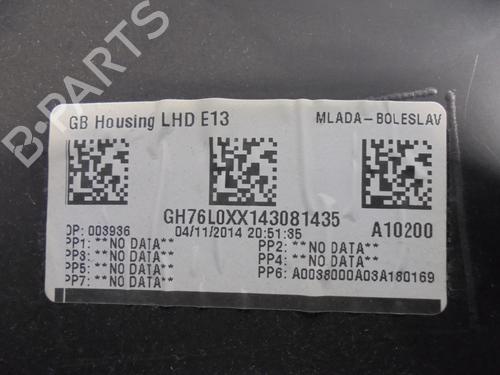 B-PARTS
GB Housing LHD E13 MLADA-BOLESLAV
GH76L0XX143081435 A10200
OP: 003936 04/11/2014 20:51:35
PP1: **NO DATA** PP2: **NO DATA**
PP3: **NO DATA** PP4: **NO DATA**
PP5: **NO DATA** PP6: A0038000A03A180169
PP7: **NO DATA**